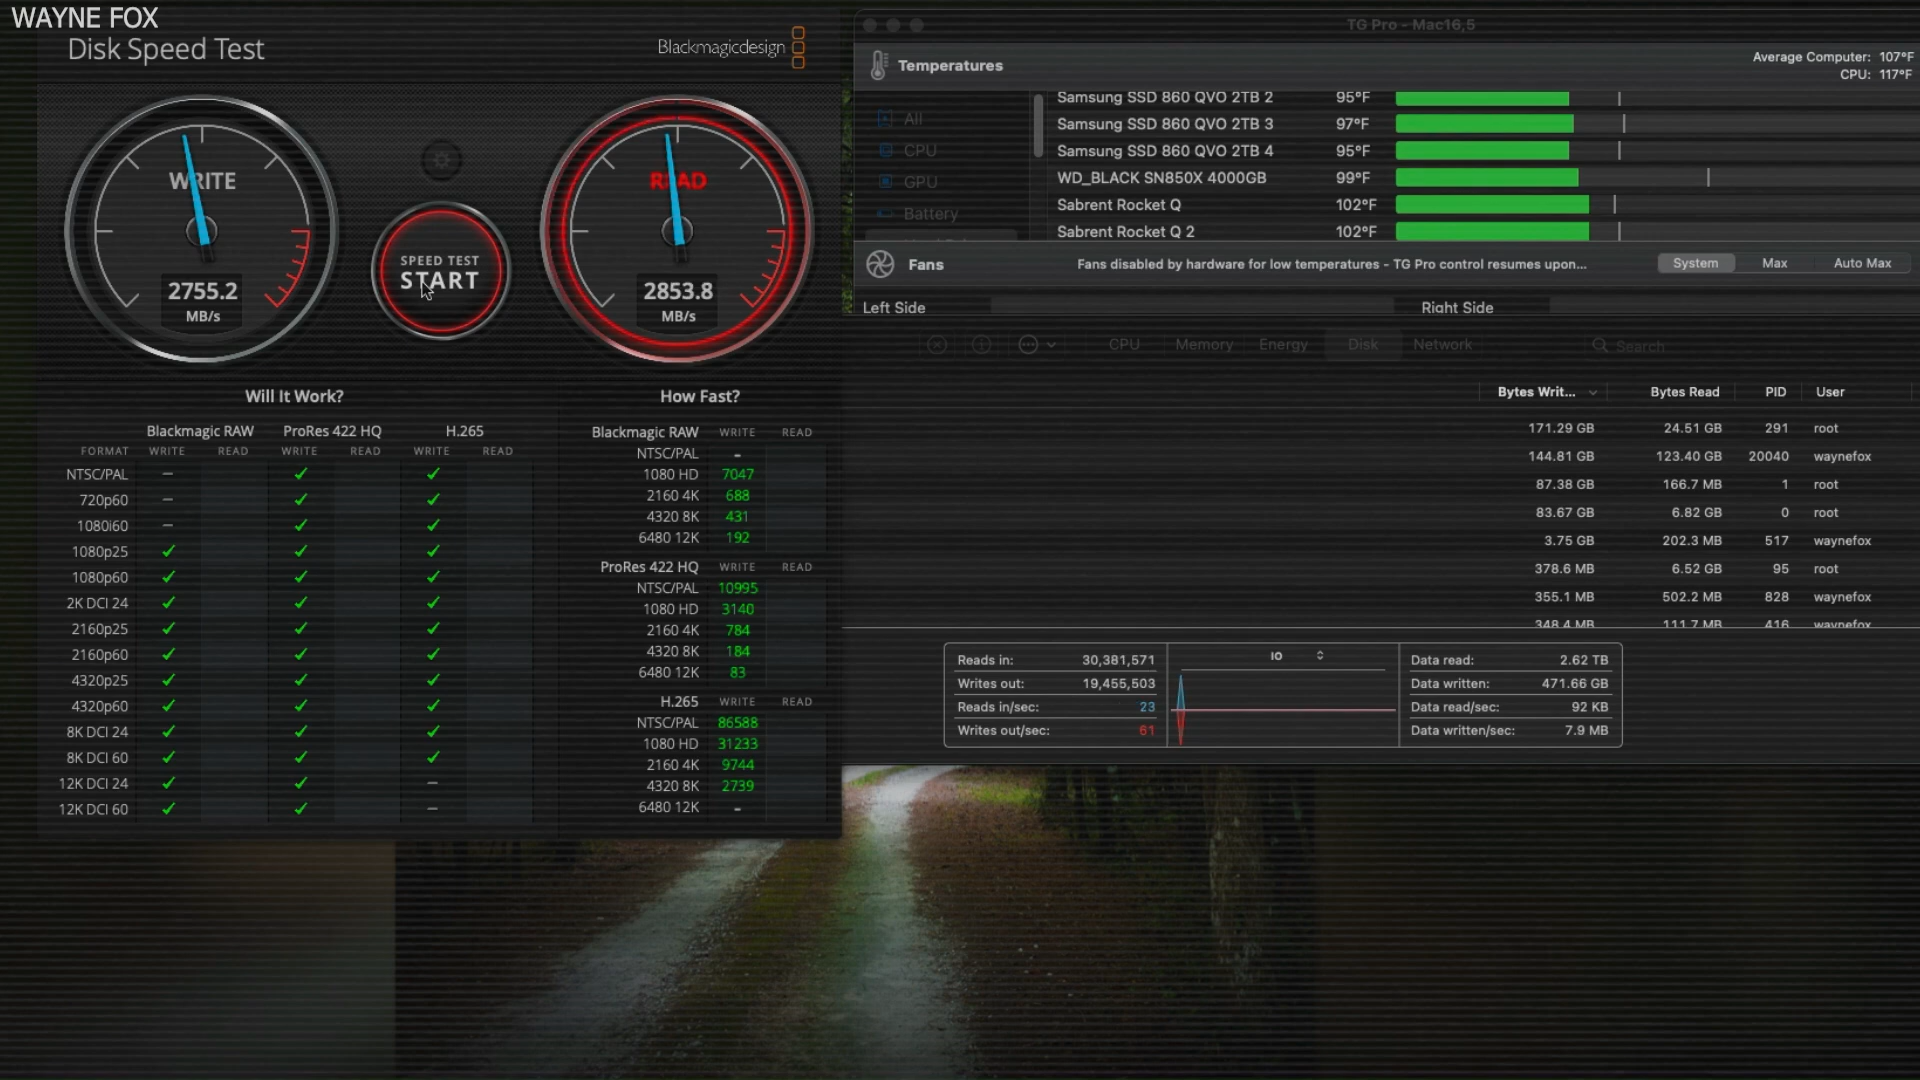 WAYNE FOX
Disk Speed Test
Blackmagicdesign
WRITE
2755.2
MB/s
SPEED TEST
START
READ
2853.8
MB/s
Will It Work?
Blackmagic RAW ProRes 422 HQ H.265
FORMAT WRITE READ WRITE READ WRITE READ
NTSC/PAL – ✓ ✓
720p60 – ✓ ✓
1080i60 – ✓ ✓
1080p25 ✓ ✓ ✓
1080p60 ✓ ✓ ✓
2K DCI 24 ✓ ✓ ✓
2160p25 ✓ ✓ ✓
2160p60 ✓ ✓ ✓
4320p25 ✓ ✓ ✓
4320p60 ✓ ✓ ✓
8K DCI 24 ✓ ✓ ✓
8K DCI 60 ✓ ✓ ✓
12K DCI 24 ✓ ✓ –
12K DCI 60 ✓ ✓ –
How Fast?
Blackmagic RAW WRITE READ
NTSC/PAL -
1080 HD 7047
2160 4K 688
4320 8K 431
6480 12K 192
ProRes 422 HQ WRITE READ
NTSC/PAL 10995
1080 HD 3140
2160 4K 784
4320 8K 184
6480 12K 83
H.265 WRITE READ
NTSC/PAL 86588
1080 HD 31233
2160 4K 9744
4320 8K 2739
6480 12K -
TG Pro - Mac16,5
Temperatures
Average Computer: 107°F
CPU: 117°F
All
CPU
GPU
Battery
Samsung SSD 860 QVO 2TB 2 95°F
Samsung SSD 860 QVO 2TB 3 97°F
Samsung SSD 860 QVO 2TB 4 95°F
WD_BLACK SN850X 4000GB 99°F
Sabrent Rocket Q 102°F
Sabrent Rocket Q 2 102°F
Fans
Fans disabled by hardware for low temperatures - TG Pro control resumes upon...
System Max Auto Max
Left Side Right Side
CPU Memory Energy Disk Network Search
Bytes Writ... Bytes Read PID User
171.29 GB 24.51 GB 291 root
144.81 GB 123.40 GB 20040 waynefox
87.38 GB 166.7 MB 1 root
83.67 GB 6.82 GB 0 root
3.75 GB 202.3 MB 517 waynefox
378.6 MB 6.52 GB 95 root
355.1 MB 502.2 MB 828 waynefox
348.4 MB 111.7 MB 416 waynefox
Reads in: 30,381,571
Writes out: 19,455,503
Reads in/sec: 23
Writes out/sec: 61
IO
Data read: 2.62 TB
Data written: 471.66 GB
Data read/sec: 92 KB
Data written/sec: 7.9 MB